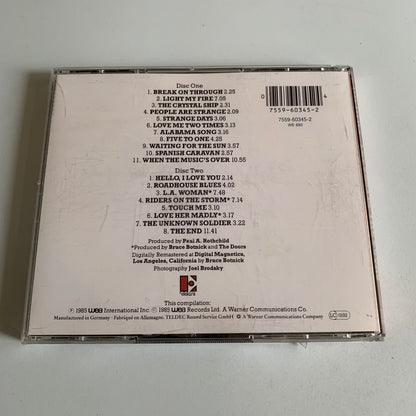 Disc One
1. BREAK ON THROUGH 2.25
2. LIGHT MY FIRE 7.05
3. THE CRYSTAL SHIP 2.31
4. PEOPLE ARE STRANGE 2.09
5. STRANGE DAYS 3.06
6. LOVE ME TWO TIMES 3.13
7. ALABAMA SONG 3.16
8. FIVE TO ONE 4.25
9. WAITING FOR THE SUN 3.57
10. SPANISH CARAVAN 2.57
11. WHEN THE MUSIC'S OVER 10.55
Disc Two
1. HELLO, I LOVE YOU 2.14
2. ROADHOUSE BLUES 4.02
3. L.A. WOMAN* 7.48
4. RIDERS ON THE STORM* 7.14
5. TOUCH ME 3.10
6. LOVE HER MADLY* 3.17
7. THE UNKNOWN SOLDIER 3.22
8. THE END 11.41
Produced by Paul A. Rothchild
*Produced by Bruce Botnick and The Doors
Digitally Remastered at Digital Magnetics,
Los Angeles, California by Bruce Botnick
Photography Joel Brodsky
0 4
7559-60345-2
7559-60345-2
This compilation:
℗ 1985 wea International Inc. © 1985 wea Records Ltd. A Warner Communications Co.
Manufactured in Germany · Fabriqué en Allemagne. TELDEC Record Service GmbH A Warner Communications Company